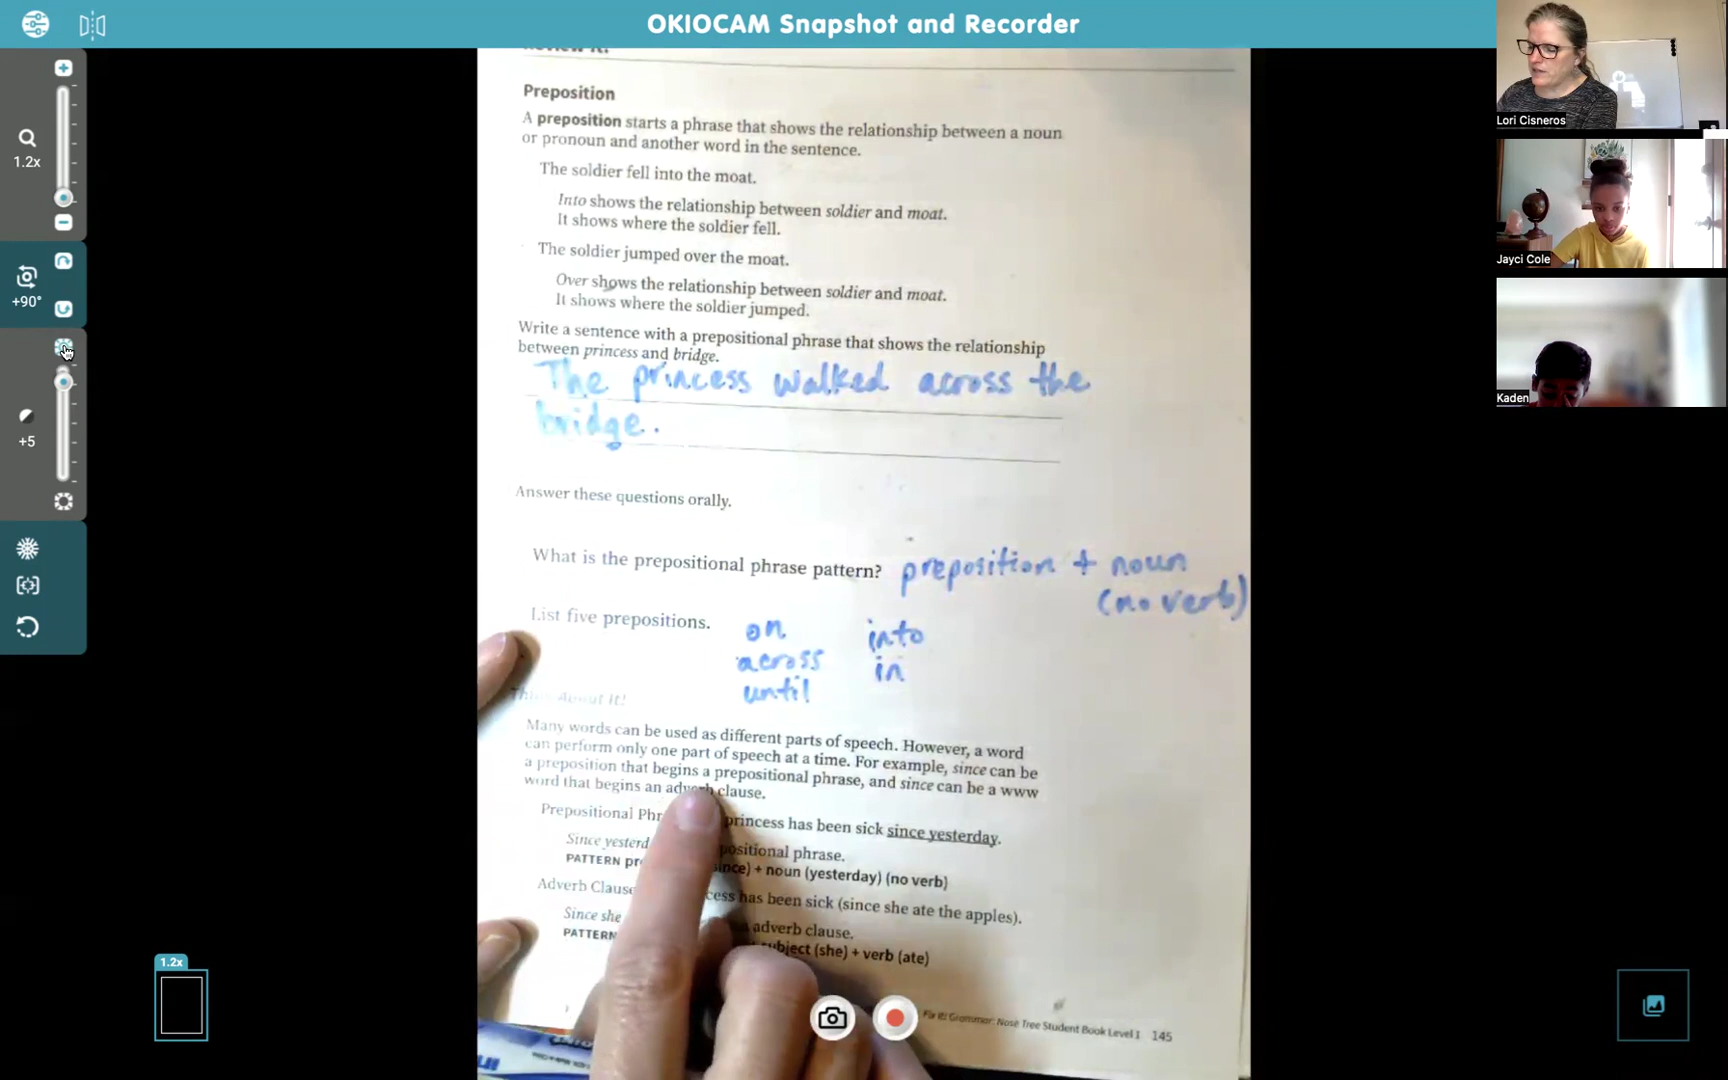 OKIOCAM Snapshot and Recorder
Preposition
A preposition starts a phrase that shows the relationship between a noun
or pronoun and another word in the sentence.
The soldier fell into the moat.
Into shows the relationship between soldier and moat.
It shows where the soldier fell.
The soldier jumped over the moat.
Over shows the relationship between soldier and moat.
It shows where the soldier jumped.
Write a sentence with a prepositional phrase that shows the relationship
between princess and bridge.
The princess walked across the
bridge.
Answer these questions orally.
What is the prepositional phrase pattern? preposition + noun
(no verb)
List five prepositions.
on into
across in
until
Think About It!
Many words can be used as different parts of speech. However, a word
can perform only one part of speech at a time. For example, since can be
a preposition that begins a prepositional phrase, and since can be a www
word that begins an adverb clause.
Prepositional princess has been sick since yesterday.
Since phrase.
PATTERN + noun (yesterday) (no verb)
Adverb Clause has been sick (since she ate the apples).
Since she adverb clause.
PATTERN (she) + verb (ate)
Fix It! Grammar: Nose Tree Student Book Level 1 145
1.2x
+90°
+5
1.2x
Lori Cisneros
Jayci Cole
Kaden